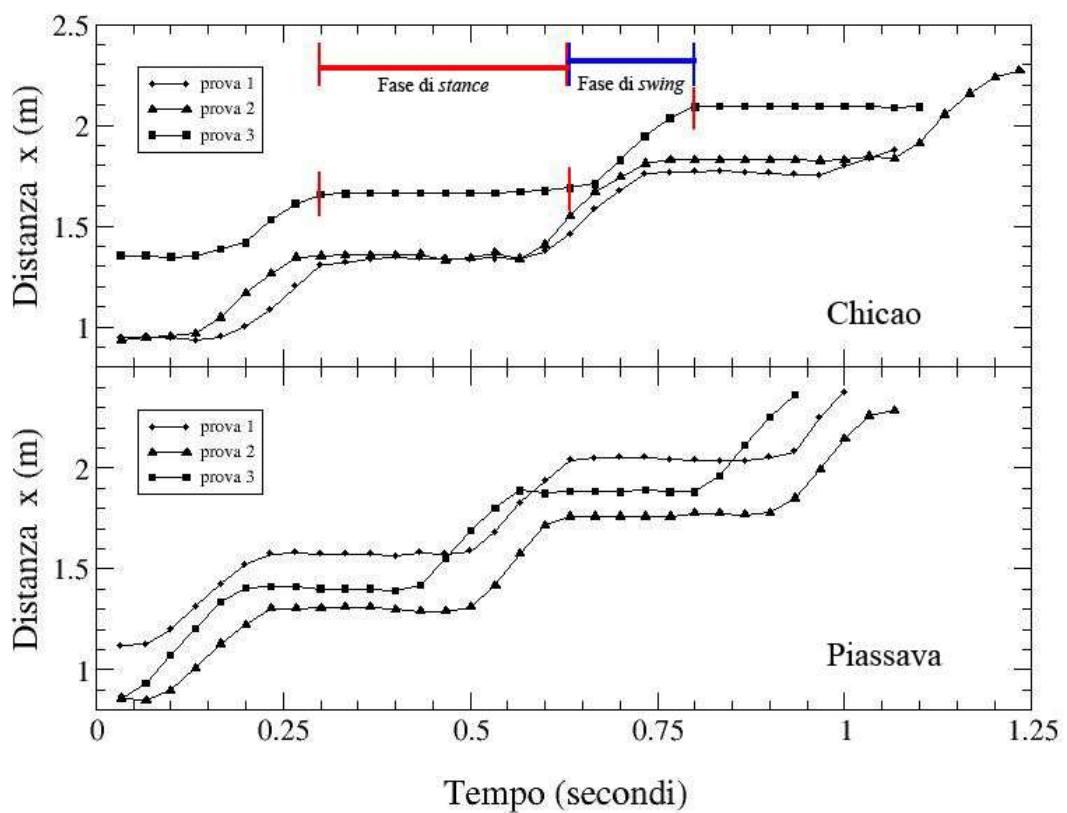 2.5
2
1.5
1
Distanza x (m)
prova 1
prova 2
prova 3
Fase di stance
Fase di swing
Chicao
2
1.5
1
Distanza x (m)
prova 1
prova 2
prova 3
Piassava
0
0.25
0.5
0.75
1
1.25
Tempo (secondi)